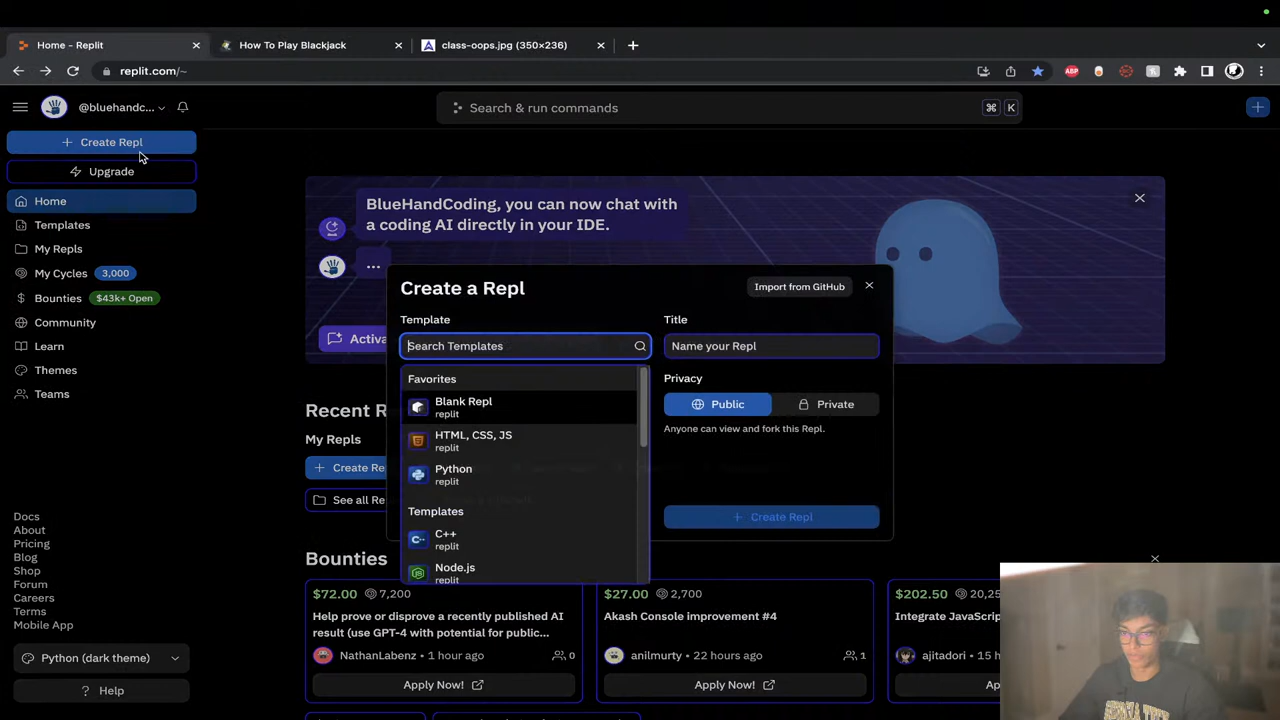 Home - Replit
How To Play Blackjack
class-oops.jpg (350×236)
replit.com/~
ABP
@bluehandc...
Search & run commands
⌘ K
+ Create Repl
Upgrade
Home
Templates
My Repls
My Cycles 3,000
Bounties $43k+ Open
Community
Learn
Themes
Teams
Docs
About
Pricing
Blog
Shop
Forum
Careers
Terms
Mobile App
Python (dark theme)
? Help
BlueHandCoding, you can now chat with
a coding AI directly in your IDE.
...
Activa
Recent R
My Repls
+ Create Re
See all Re
Create a Repl
Import from GitHub
Template
Search Templates
Favorites
Blank Repl
replit
HTML, CSS, JS
replit
Python
replit
Templates
C++
replit
Node.js
replit
Title
Name your Repl
Privacy
Public
Private
Anyone can view and fork this Repl.
+ Create Repl
Bounties
$72.00 7,200
Help prove or disprove a recently published AI
result (use GPT-4 with potential for public...
NathanLabenz • 1 hour ago 0
Apply Now!
$27.00 2,700
Akash Console improvement #4
anilmurty • 22 hours ago 1
Apply Now!
$202.50 20,25
Integrate JavaScrip
ajitadori • 15 h
Ap